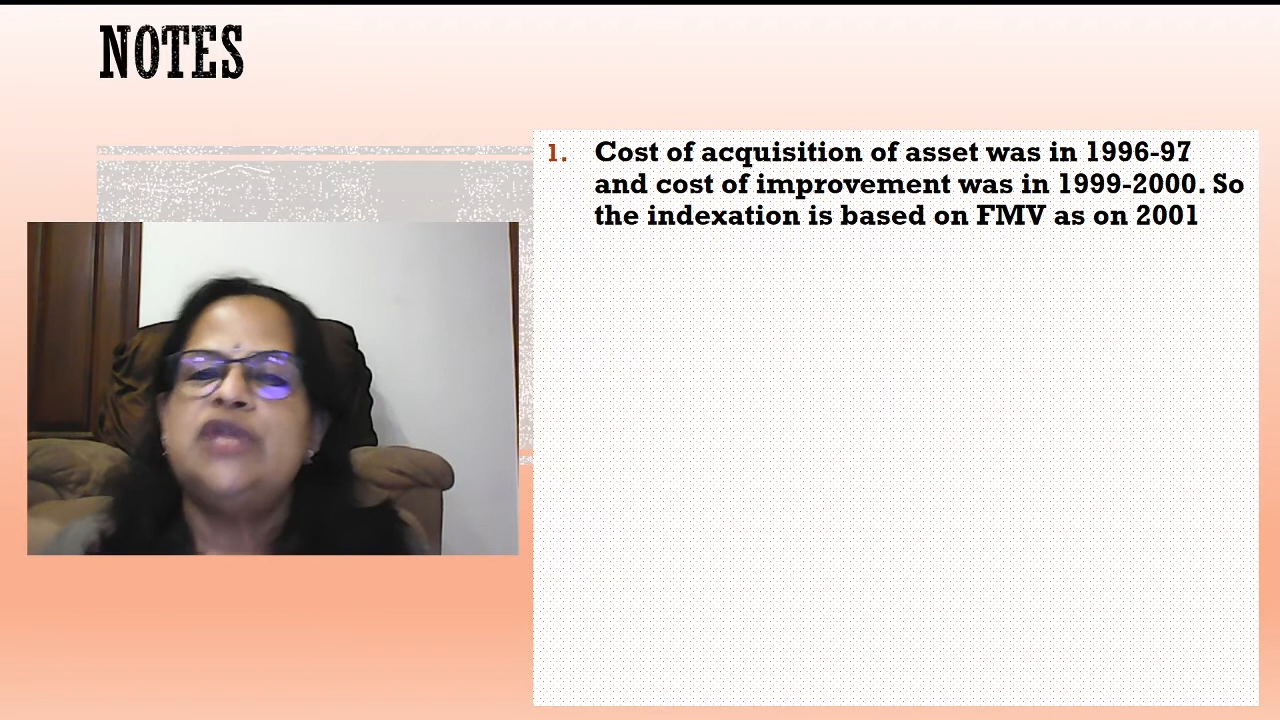 NOTES
1. Cost of acquisition of asset was in 1996-97
and cost of improvement was in 1999-2000. So
the indexation is based on FMV as on 2001